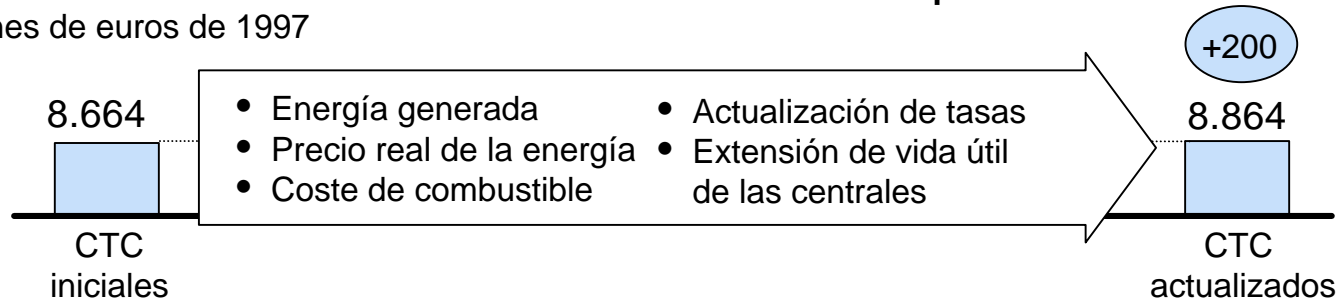 de euros de 1997
+200
8.664
8.864
• Energía generada
• Precio real de la energía
• Coste de combustible
• Actualización de tasas
• Extensión de vida útil
de las centrales
CTC
iniciales
CTC
actualizados